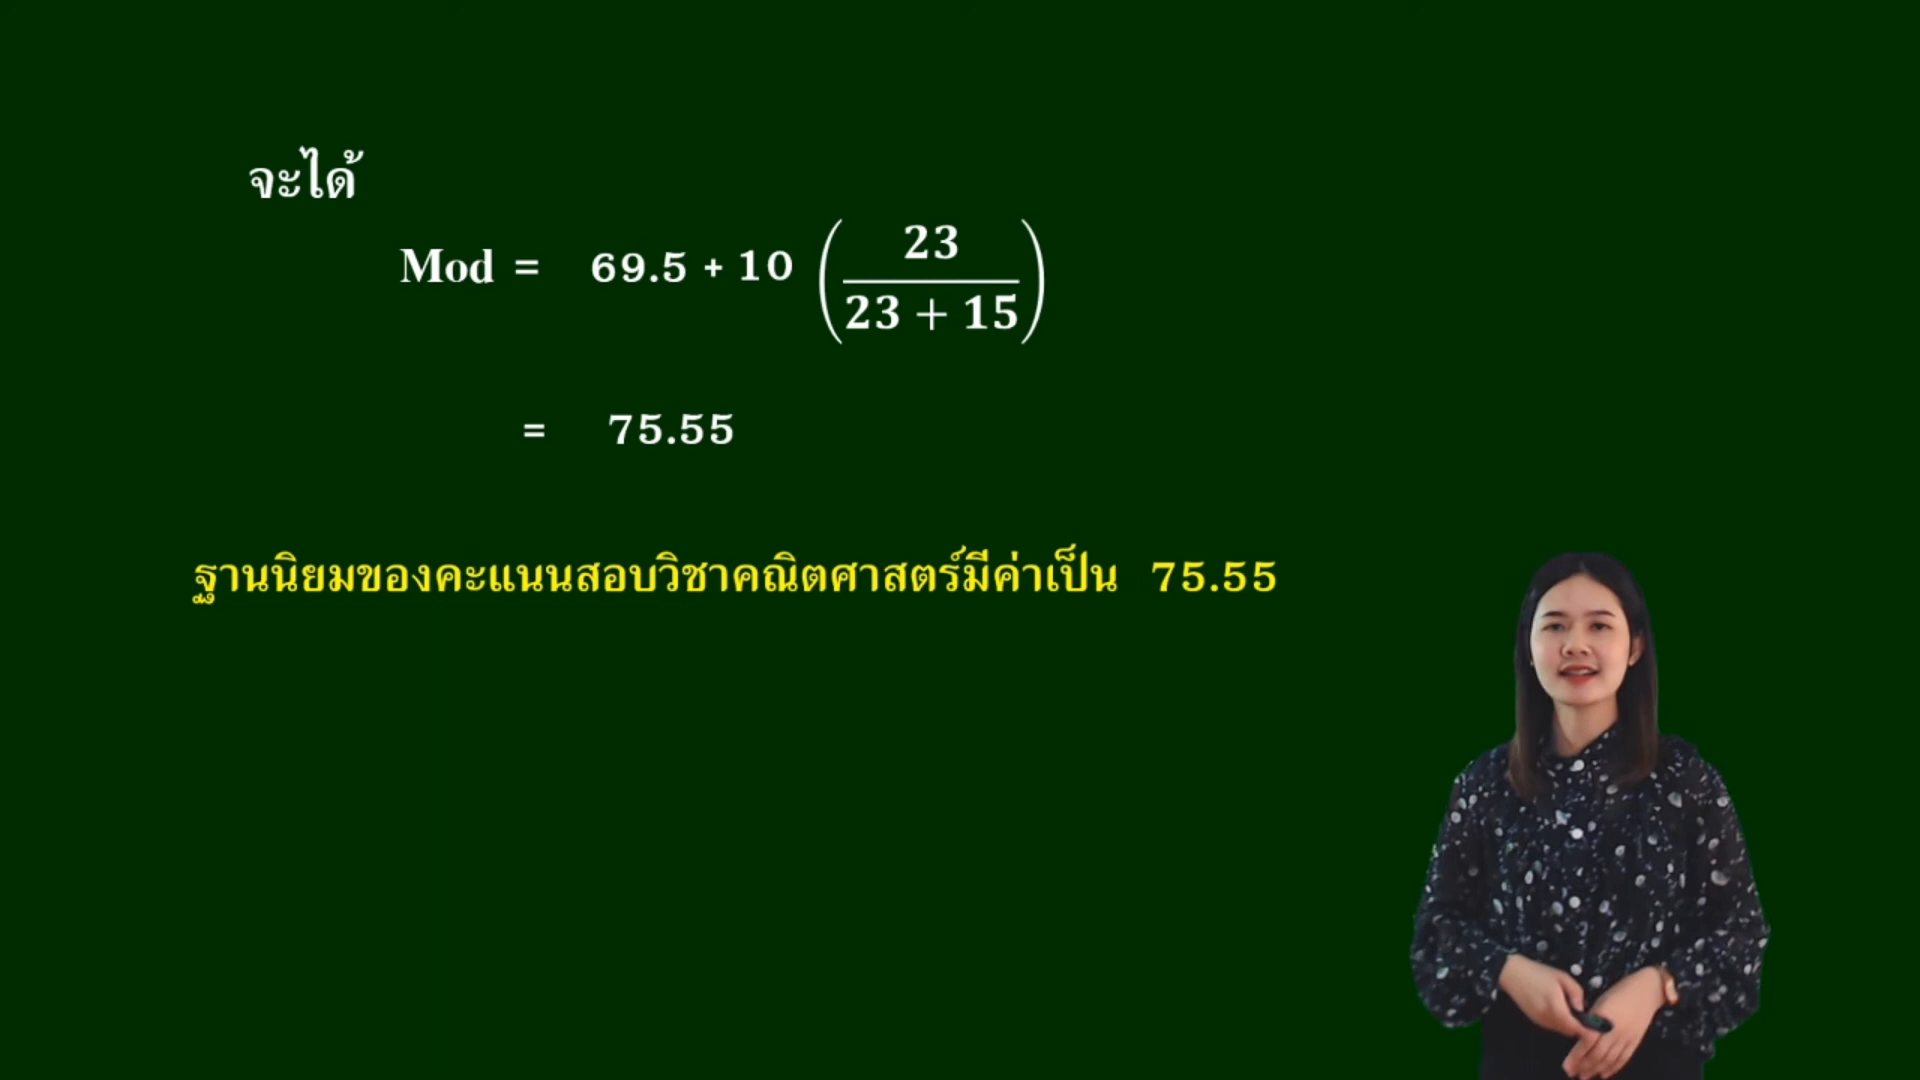 จะได้
Mod = 69.5 + 10 (23 / (23 + 15))
= 75.55
ฐานนิยมของคะแนนสอบวิชาคณิตศาสตร์มีค่าเป็น 75.55